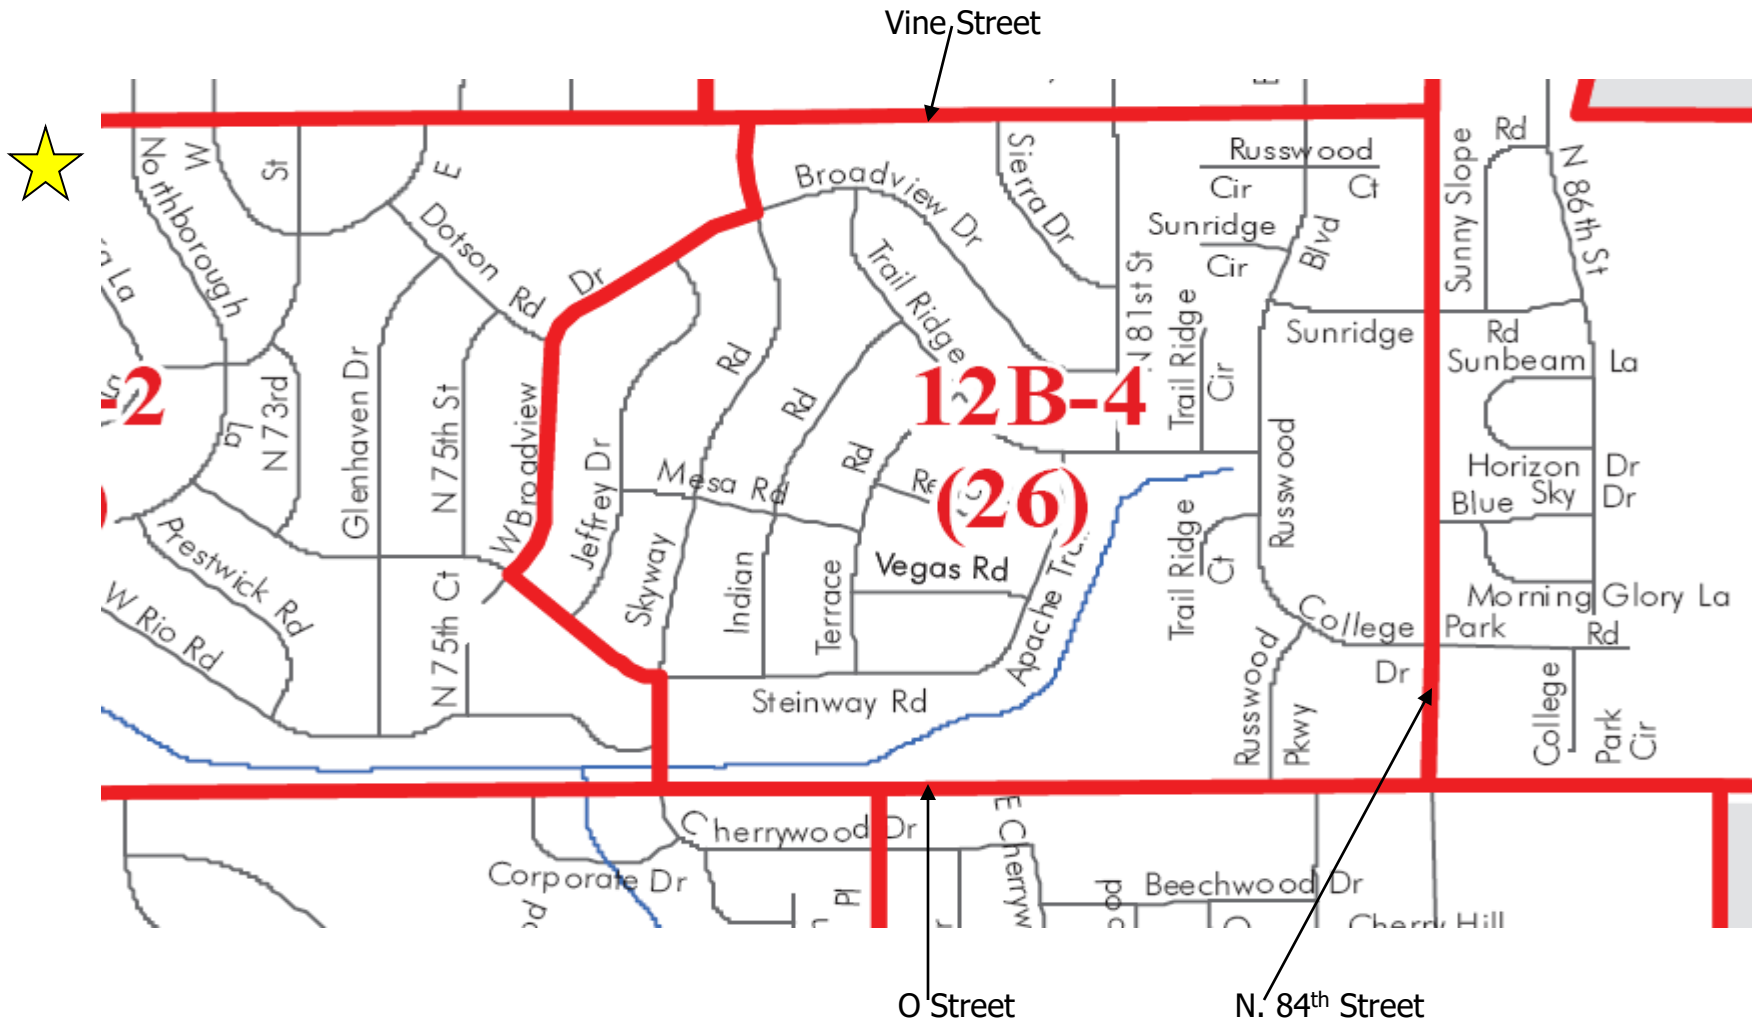 Vine Street
Northborough
La
W
St
E
Dotson
Rd
W Broadview
Dr
Broadview Dr
Sierra Dr
Russwood
Cir
Ct
Sunridge
Cir
Blvd
Sunny Slope
Rd
N 86th St
La
Trail Ridge
Rd
N 81st St
Trail Ridge
Cir
Sunridge
Rd
Sunbeam
La
-2
N 73rd
Glenhaven Dr
N 75th St
Jeffrey Dr
Mesa Rd
Skyway
Rd
Indian
Rd
Terrace
Rd
12B-4
(26)
Vegas Rd
Russwood
Horizon
Dr
Blue
Sky
Dr
Prestwick Rd
W Rio Rd
N 75th Ct
Apache
Trail Ridge
Ct
College
Park
Rd
Dr
Morning Glory La
Steinway Rd
Russwood
Pkwy
College
Park
Cir
Cherrywood Dr
Corporate Dr
Pl
E
Beechwood Dr
Cherry Hill
O Street
N. 84th Street